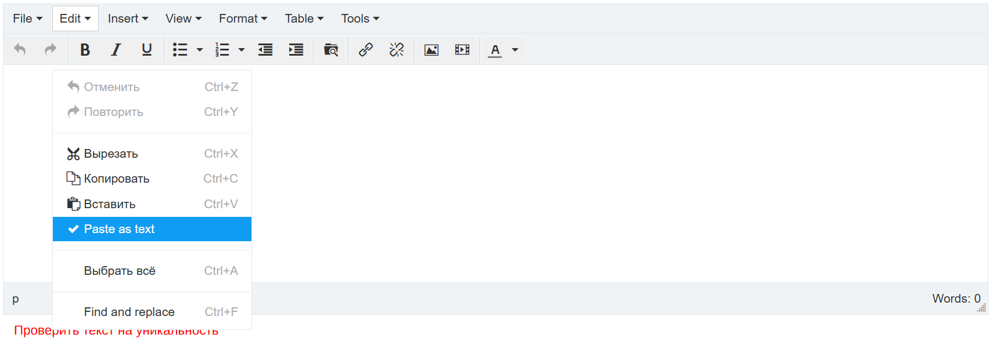 File Edit Insert View Format Table Tools
B I U A
Отменить Ctrl+Z
Повторить Ctrl+Y
Вырезать Ctrl+X
Копировать Ctrl+C
Вставить Ctrl+V
Paste as text
Выбрать всё Ctrl+A
p Words: 0
Find and replace Ctrl+F
Проверить текст на уникальность